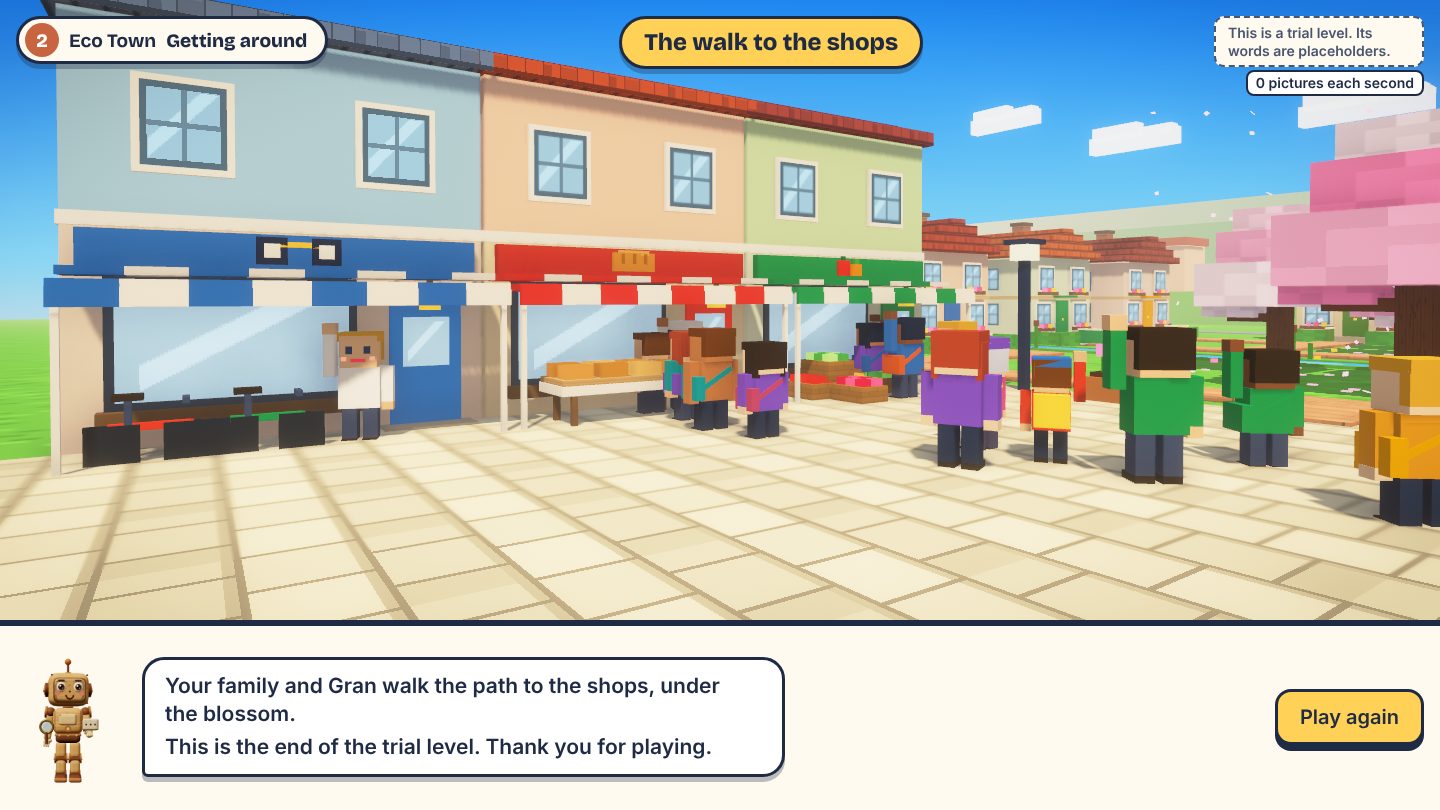 2 Eco Town Getting around
The walk to the shops
This is a trial level. Its
words are placeholders.
0 pictures each second
Your family and Gran walk the path to the shops, under
the blossom.
This is the end of the trial level. Thank you for playing.
Play again